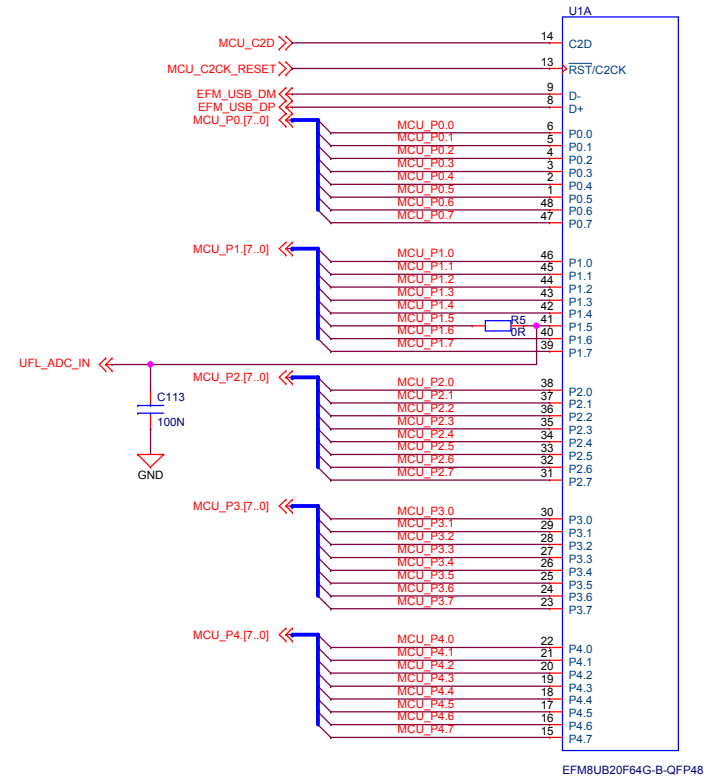 U1A
MCU_C2D 14 C2D
MCU_C2CK_RESET 13 RST/C2CK
EFM_USB_DM 9 D-
EFM_USB_DP 8 D+
MCU_P0.[7..0]
MCU_P0.0 6 P0.0
MCU_P0.1 5 P0.1
MCU_P0.2 4 P0.2
MCU_P0.3 3 P0.3
MCU_P0.4 2 P0.4
MCU_P0.5 1 P0.5
MCU_P0.6 48 P0.6
MCU_P0.7 47 P0.7
MCU_P1.[7..0]
MCU_P1.0 46 P1.0
MCU_P1.1 45 P1.1
MCU_P1.2 44 P1.2
MCU_P1.3 43 P1.3
MCU_P1.4 42 P1.4
MCU_P1.5 R5 41 P1.5
MCU_P1.6 0R 40 P1.6
MCU_P1.7 39 P1.7
UFL_ADC_IN
C113
100N
GND
MCU_P2.[7..0]
MCU_P2.0 38 P2.0
MCU_P2.1 37 P2.1
MCU_P2.2 36 P2.2
MCU_P2.3 35 P2.3
MCU_P2.4 34 P2.4
MCU_P2.5 33 P2.5
MCU_P2.6 32 P2.6
MCU_P2.7 31 P2.7
MCU_P3.[7..0]
MCU_P3.0 30 P3.0
MCU_P3.1 29 P3.1
MCU_P3.2 28 P3.2
MCU_P3.3 27 P3.3
MCU_P3.4 26 P3.4
MCU_P3.5 25 P3.5
MCU_P3.6 24 P3.6
MCU_P3.7 23 P3.7
MCU_P4.[7..0]
MCU_P4.0 22 P4.0
MCU_P4.1 21 P4.1
MCU_P4.2 20 P4.2
MCU_P4.3 19 P4.3
MCU_P4.4 18 P4.4
MCU_P4.5 17 P4.5
MCU_P4.6 16 P4.6
MCU_P4.7 15 P4.7
EFM8UB20F64G-B-QFP48